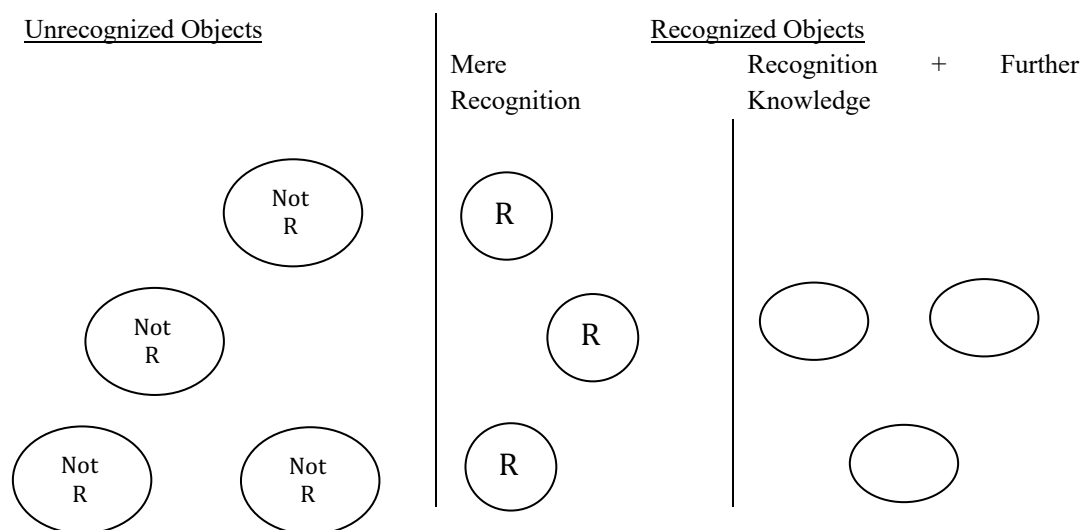 Unrecognized Objects
Recognized Objects
Mere
Recognition
Recognition + Further
Knowledge
Not
R
R
Not
R
R
Not
R
Not
R
R